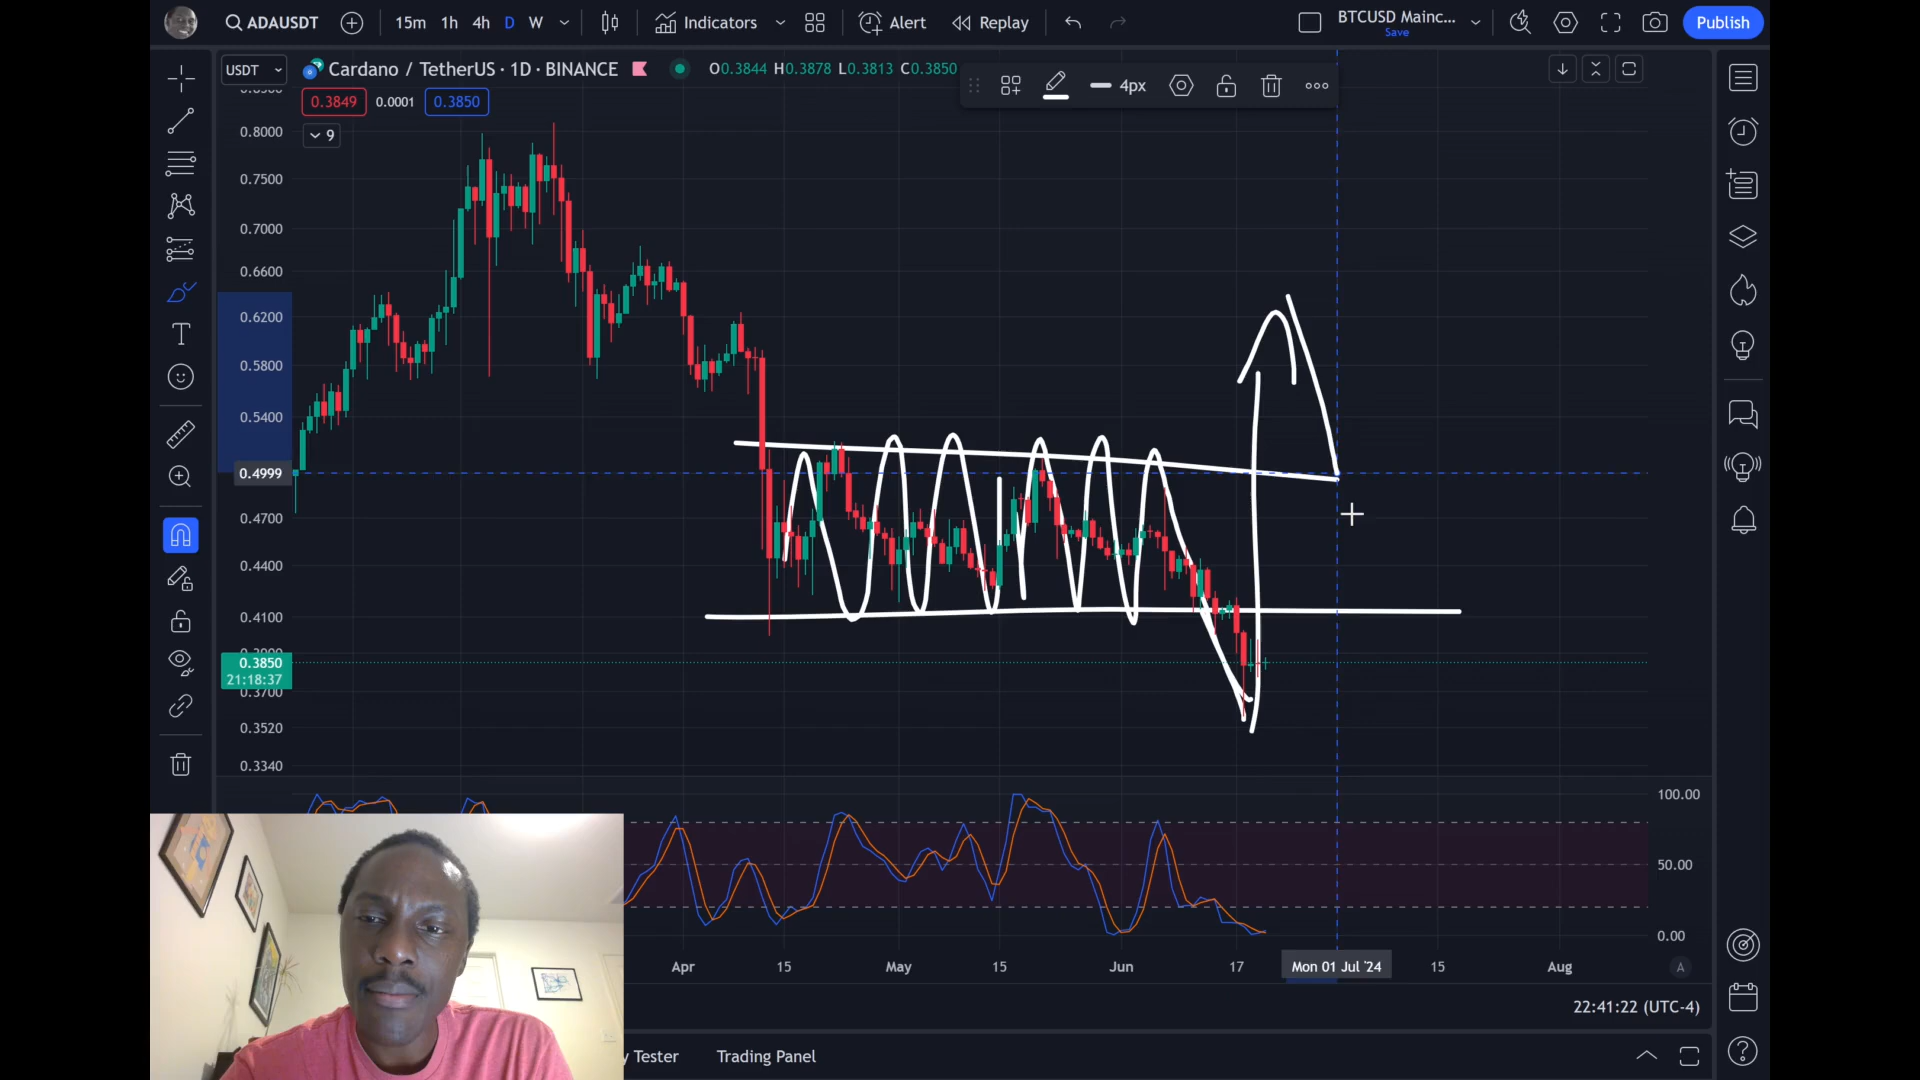 ADAUSDT 15m 1h 4h D W Indicators Alert Replay BTCUSD Mainc... Save Publish
USDT Cardano / TetherUS · 1D · BINANCE O0.3844 H0.3878 L0.3813 C0.3850
4px
0.3849 0.0001 0.3850
9
0.8000
0.7500
0.7000
0.6600
0.6200
0.5800
0.5400
0.4999
0.4700
0.4400
0.4100
0.3850
21:18:37
0.3700
0.3520
0.3340
100.00
50.00
0.00
Apr 15 May 15 Jun 17 Mon 01 Jul '24 15 Aug A
22:41:22 (UTC-4)
y Tester Trading Panel